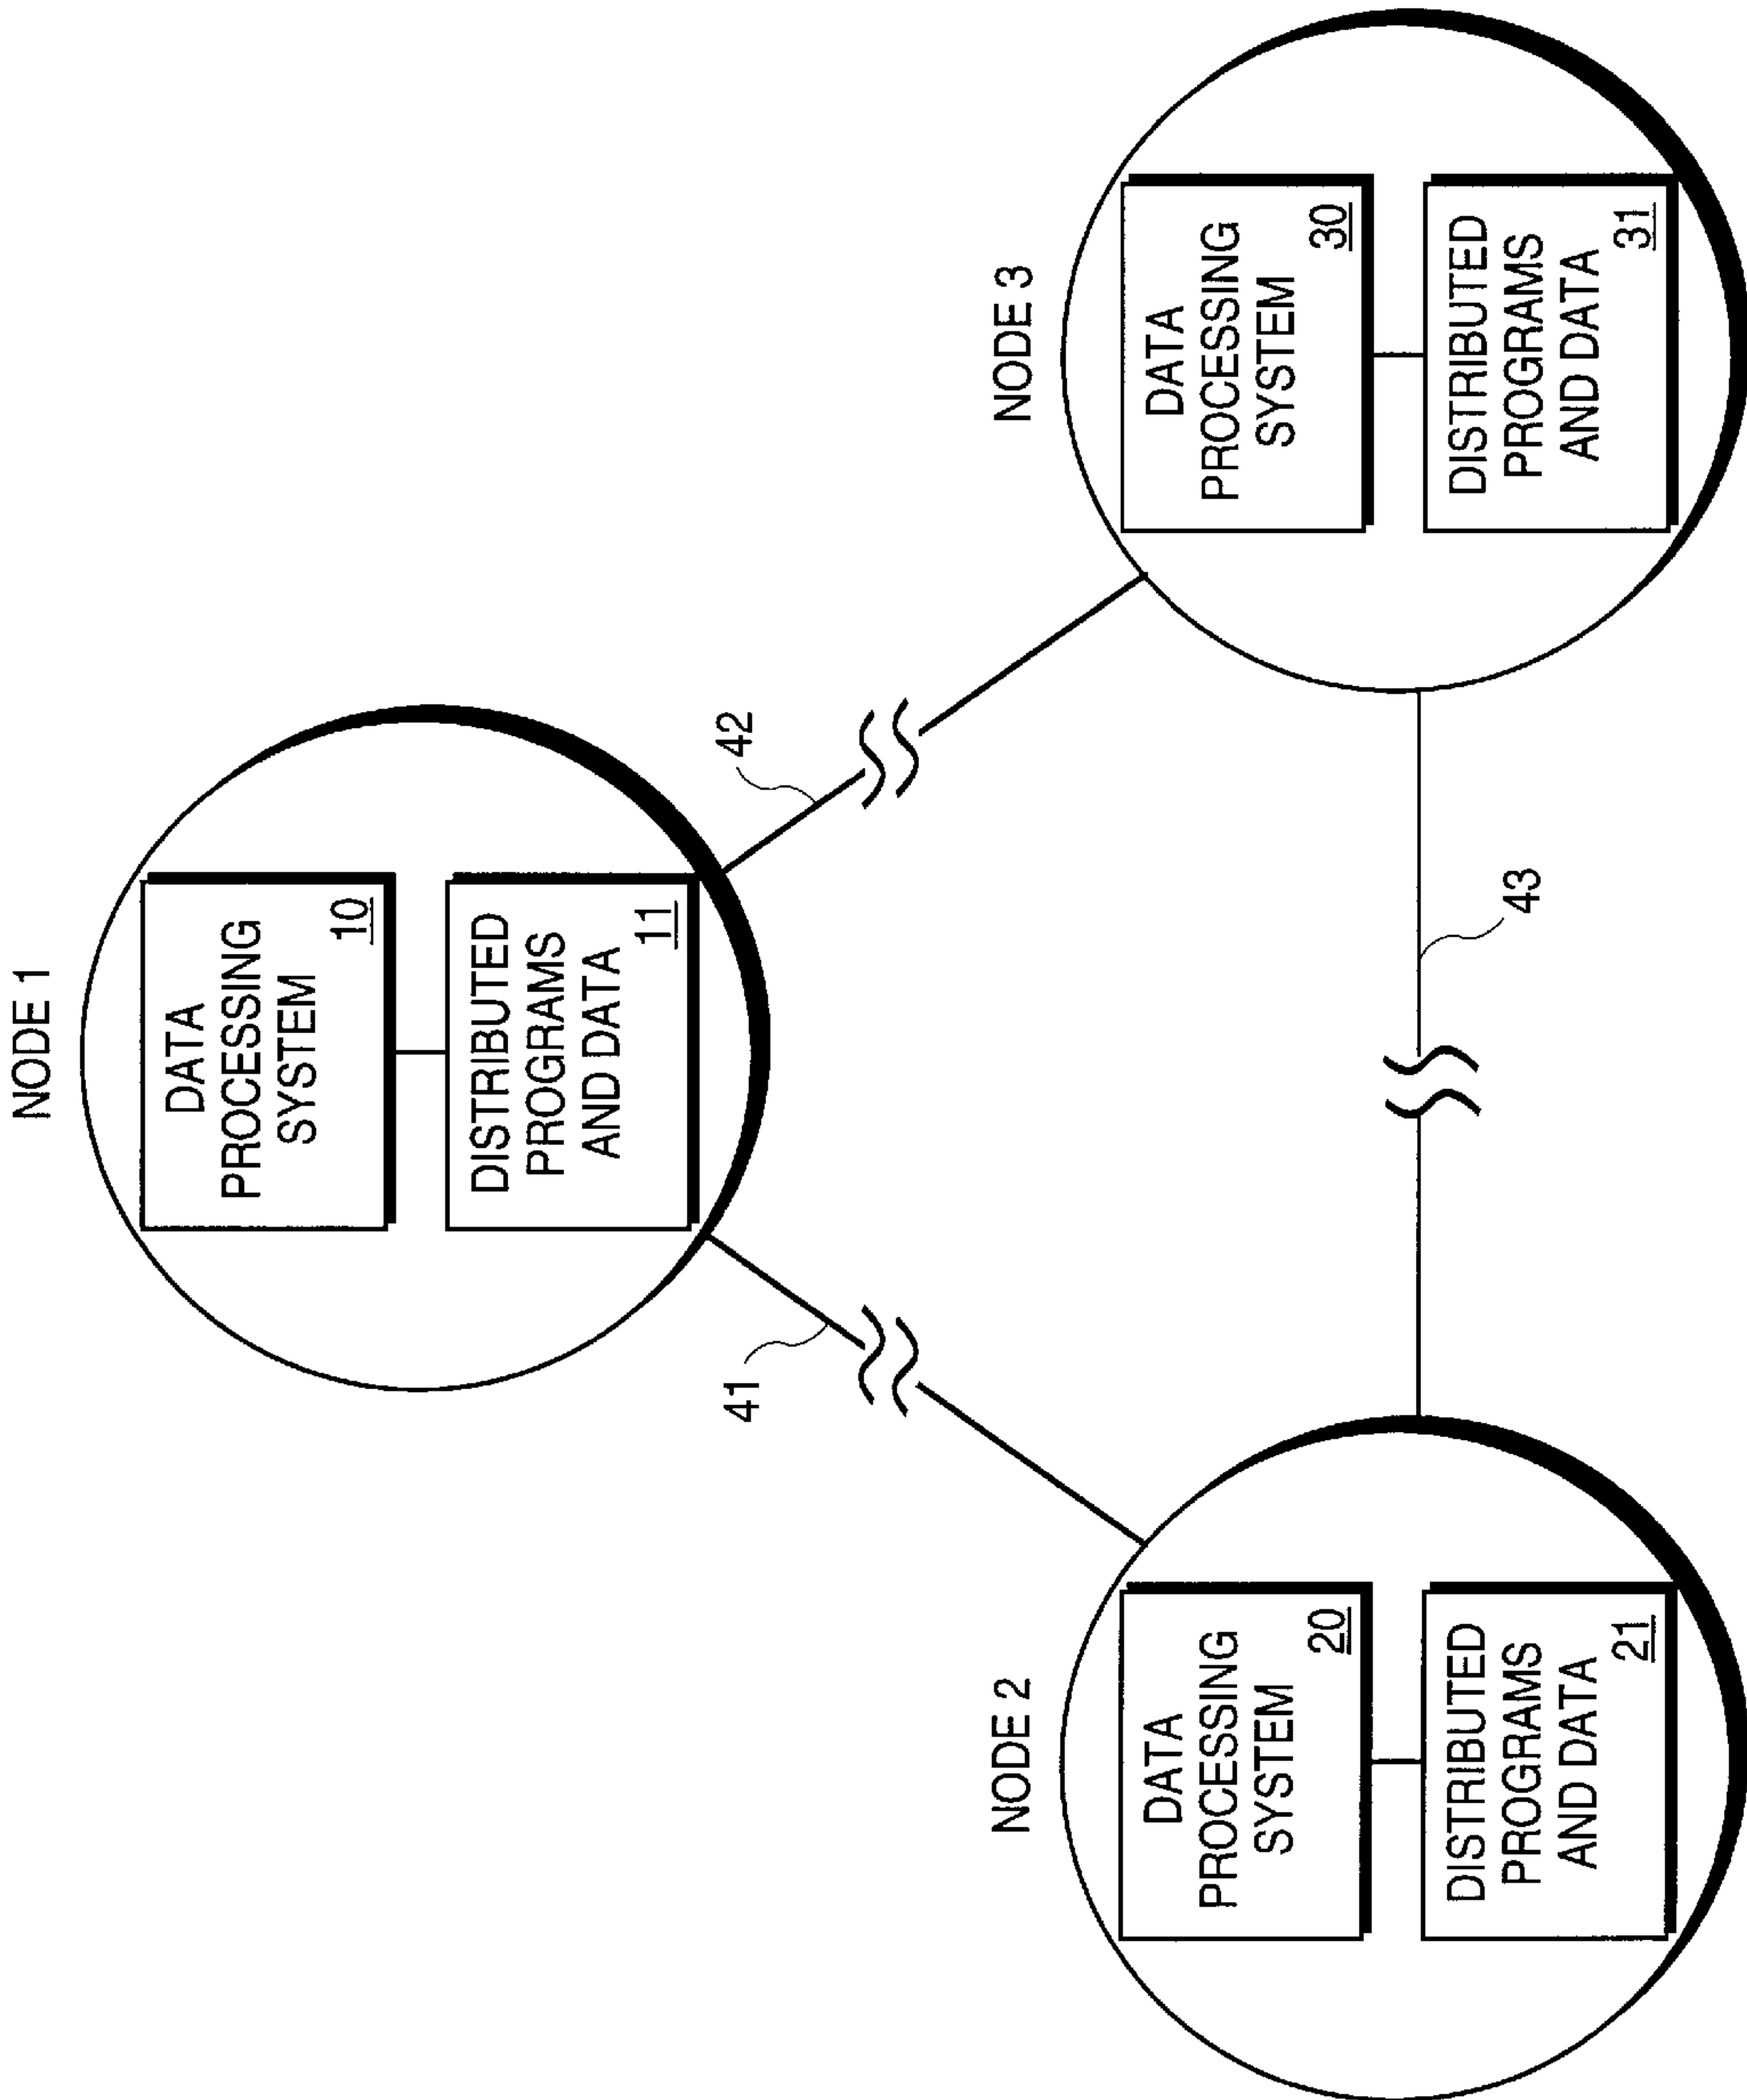 NODE 1
DATA
PROCESSING
SYSTEM
10
DISTRIBUTED
PROGRAMS
AND DATA
11
41
42
NODE 2
DATA
PROCESSING
SYSTEM
20
DISTRIBUTED
PROGRAMS
AND DATA
21
NODE 3
DATA
PROCESSING
SYSTEM
30
DISTRIBUTED
PROGRAMS
AND DATA
31
43